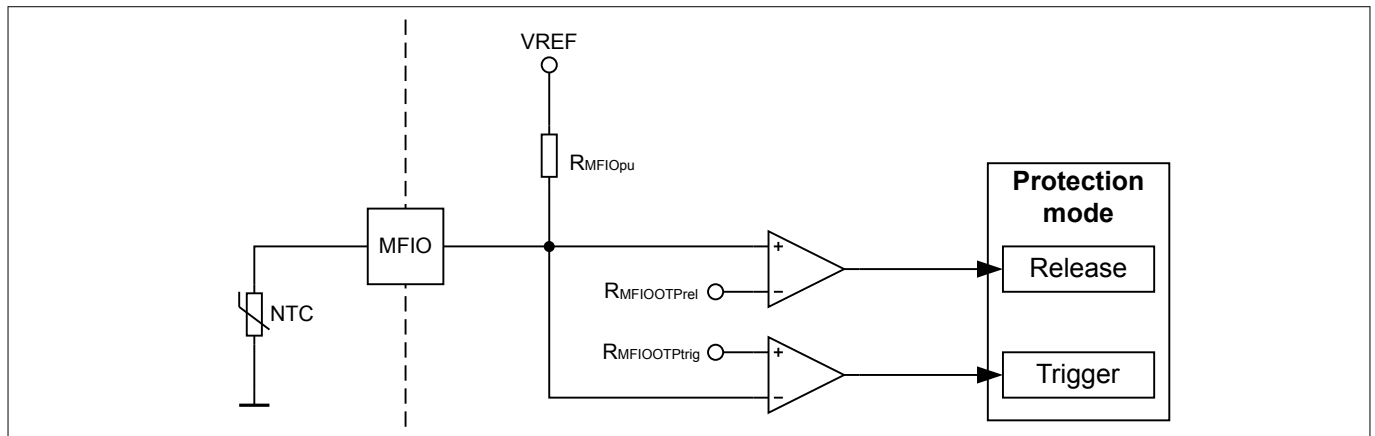 VREF
RMFIOpu
Protection
mode
MFIO
Release
NTC
RMFIOOTPrel
RMFIOOTPtrig
Trigger